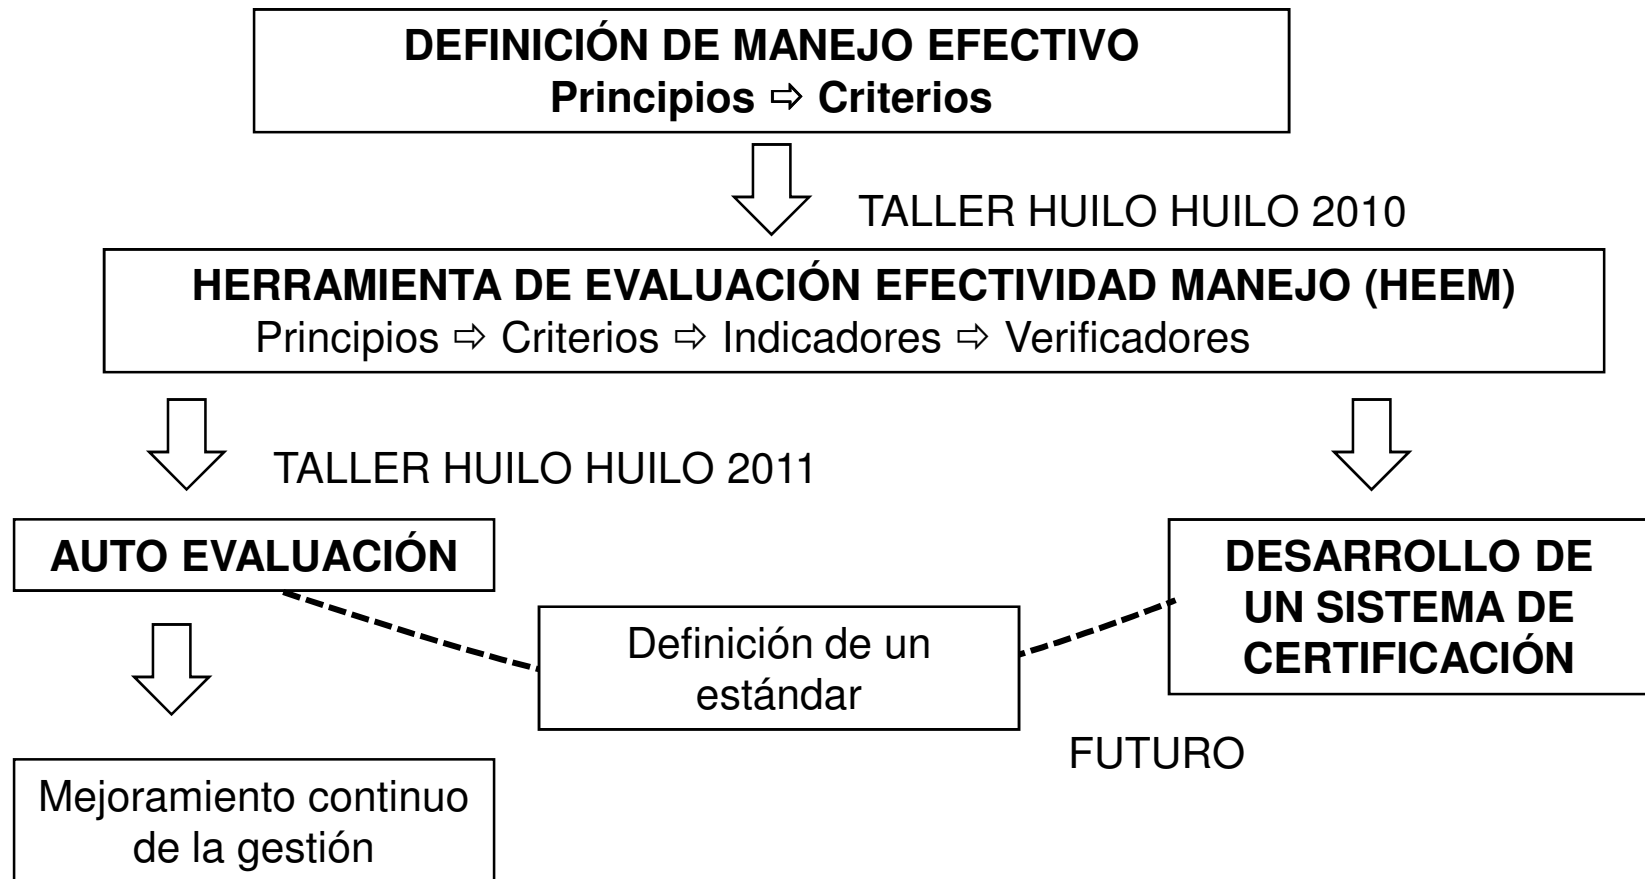 DEFINICIÓN DE MANEJO EFECTIVO
Principios ⇨ Criterios
TALLER HUILO HUILO 2010
HERRAMIENTA DE EVALUACIÓN EFECTIVIDAD MANEJO (HEEM)
Principios ⇨ Criterios ⇨ Indicadores ⇨ Verificadores
TALLER HUILO HUILO 2011
AUTO EVALUACIÓN
DESARROLLO DE
UN SISTEMA DE
CERTIFICACIÓN
Definición de un
estándar
FUTURO
Mejoramiento continuo
de la gestión